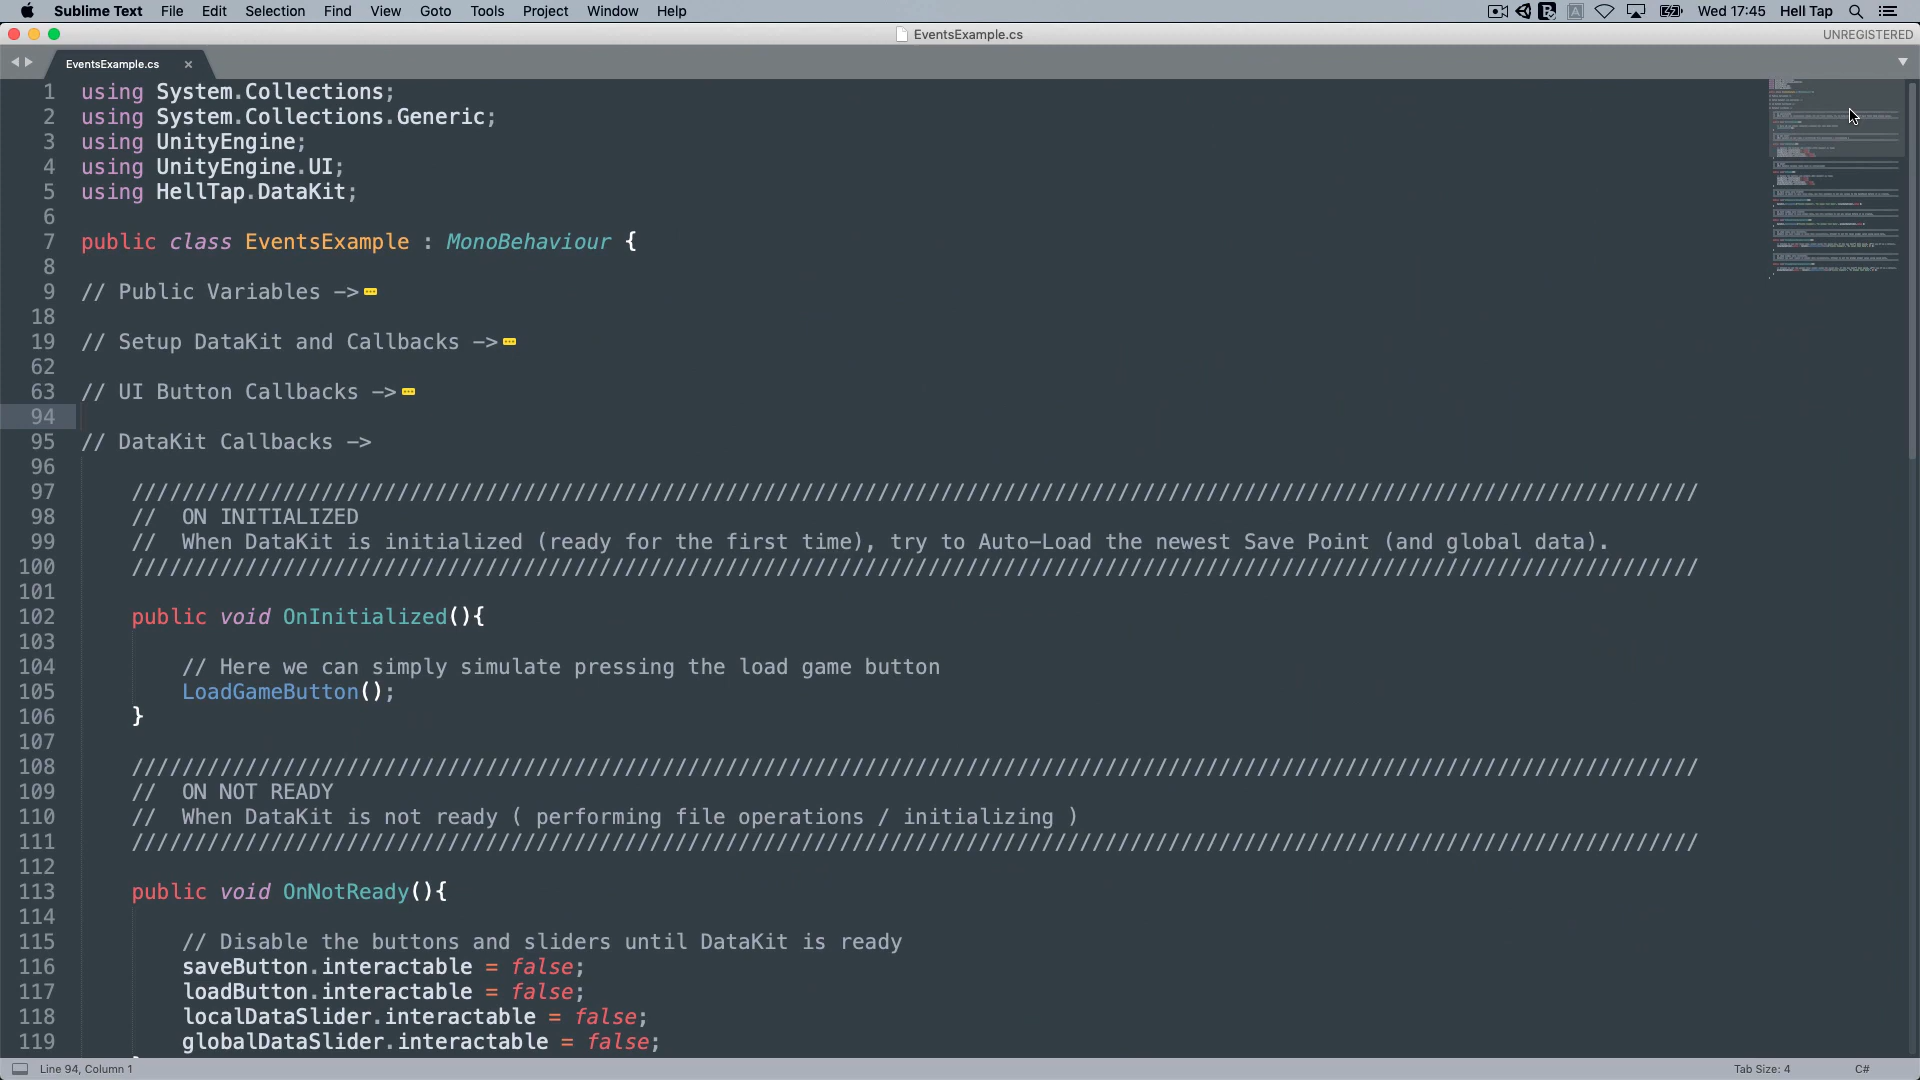 Sublime Text File Edit Selection Find View Goto Tools Project Window Help Wed 17:45 Hell Tap
EventsExample.cs UNREGISTERED
EventsExample.cs ×
1 using System.Collections;
2 using System.Collections.Generic;
3 using UnityEngine;
4 using UnityEngine.UI;
5 using HellTap.DataKit;
6
7 public class EventsExample : MonoBehaviour {
8
9 // Public Variables ->
18
19 // Setup DataKit and Callbacks ->
62
63 // UI Button Callbacks ->
94
95 // DataKit Callbacks ->
96
97 ////////////////////////////////////////////////////////////////////////////////////////////////////////////////////////////
98 // ON INITIALIZED
99 // When DataKit is initialized (ready for the first time), try to Auto-Load the newest Save Point (and global data).
100 ////////////////////////////////////////////////////////////////////////////////////////////////////////////////////////////
101
102 public void OnInitialized(){
103
104 // Here we can simply simulate pressing the load game button
105 LoadGameButton();
106 }
107
108 ////////////////////////////////////////////////////////////////////////////////////////////////////////////////////////////
109 // ON NOT READY
110 // When DataKit is not ready ( performing file operations / initializing )
111 ////////////////////////////////////////////////////////////////////////////////////////////////////////////////////////////
112
113 public void OnNotReady(){
114
115 // Disable the buttons and sliders until DataKit is ready
116 saveButton.interactable = false;
117 loadButton.interactable = false;
118 localDataSlider.interactable = false;
119 globalDataSlider.interactable = false;
Line 94, Column 1 Tab Size: 4 C#